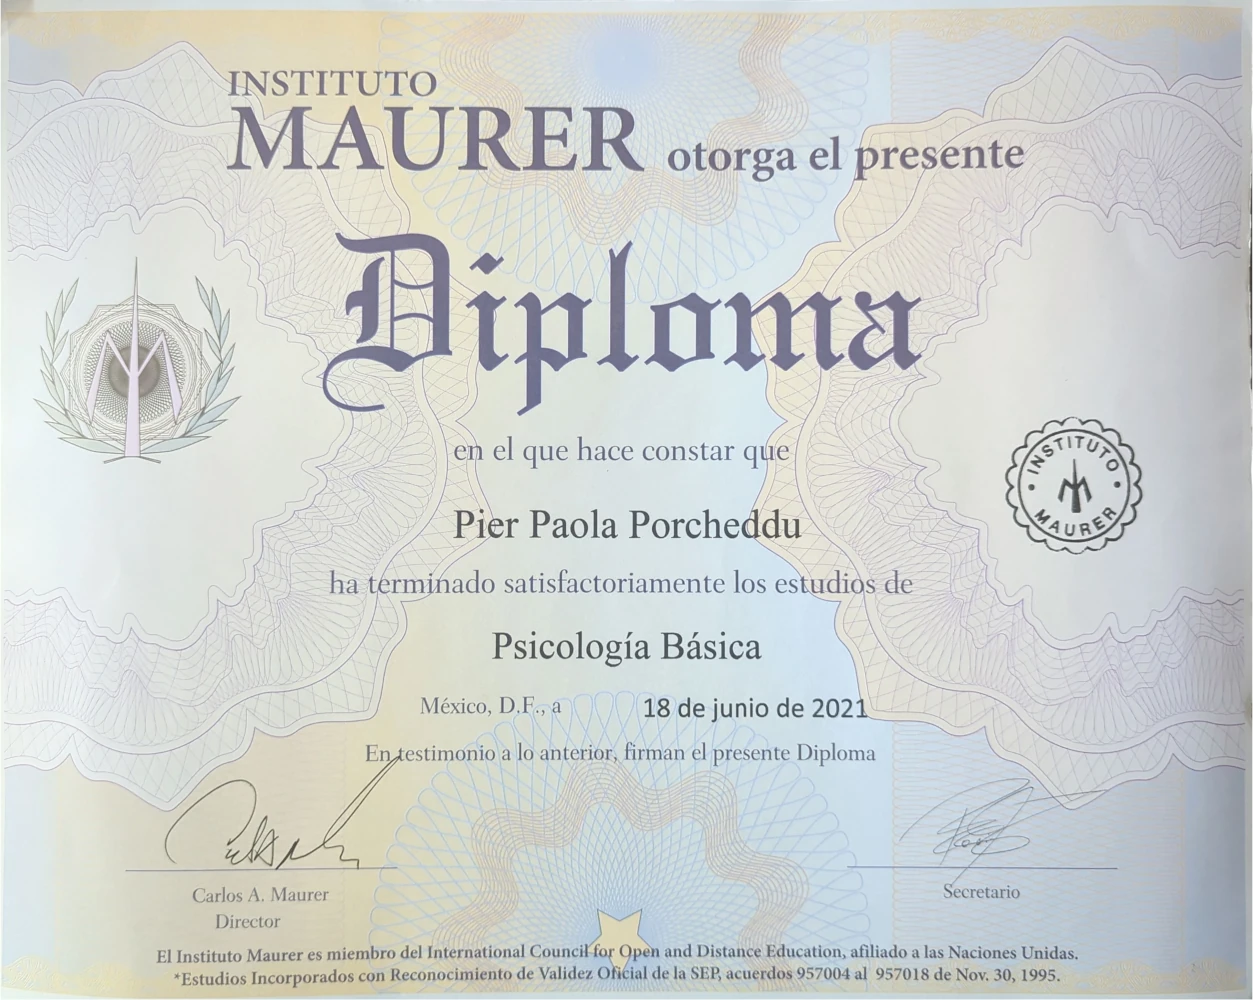 INSTITUTO
MAURER otorga el presente
Diploma
en el que hace constar que
INSTITUTO
MAURER
Pier Paola Porcheddu
ha terminado satisfactoriamente los estudios de
Psicología Básica
México, D.F., a 18 de junio de 2021
En testimonio a lo anterior, firman el presente Diploma
Carlos A. Maurer
Director
Secretario
El Instituto Maurer es miembro del International Council for Open and Distance Education, afiliado a las Naciones Unidas.
*Estudios Incorporados con Reconocimiento de Validez Oficial de la SEP, acuerdos 957004 al 957018 de Nov. 30, 1995.